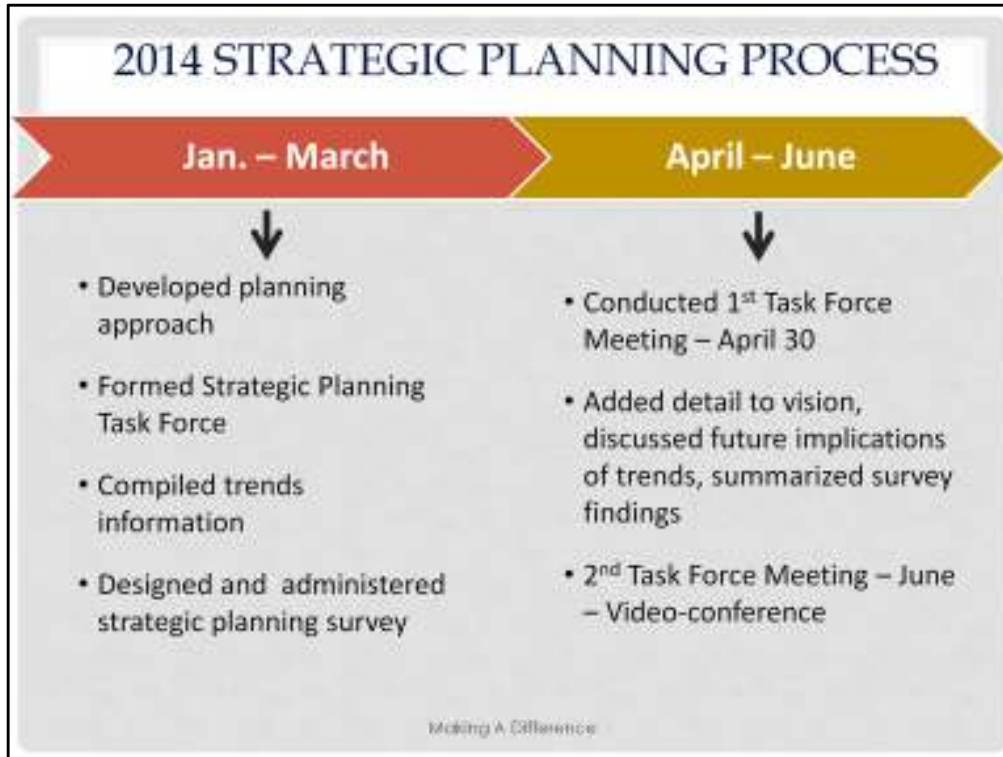 2014 STRATEGIC PLANNING PROCESS
Jan. – March
• Developed planning
approach
• Formed Strategic Planning
Task Force
• Compiled trends
information
• Designed and administered
strategic planning survey
April – June
• Conducted 1st Task Force
Meeting – April 30
• Added detail to vision,
discussed future implications
of trends, summarized survey
findings
• 2nd Task Force Meeting – June
– Video-conference
Making A Difference